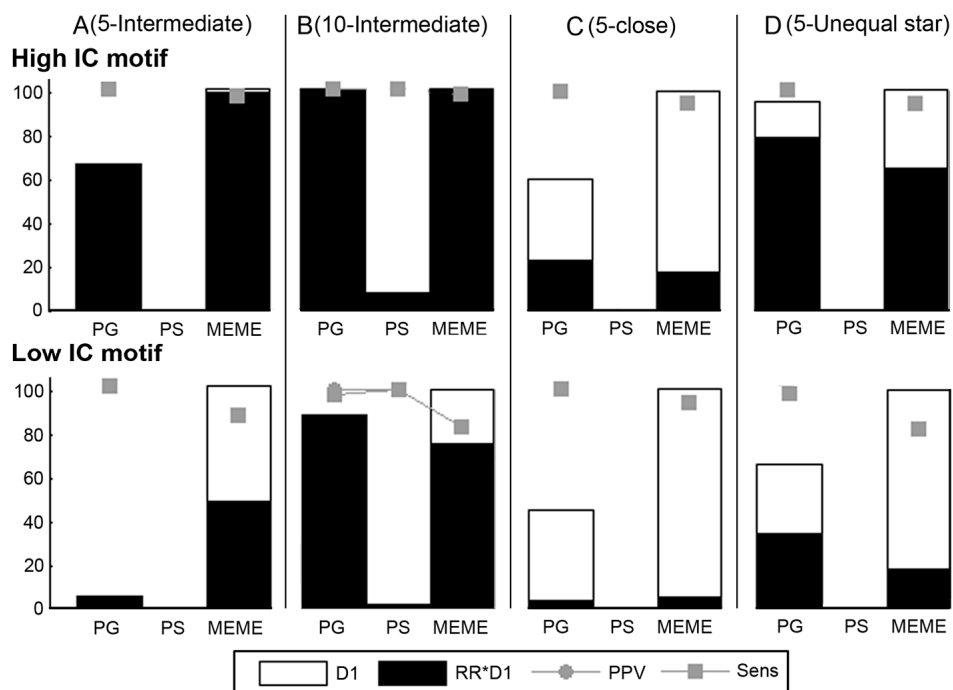 A(5-Intermediate) B(10-Intermediate) C(5-close) D(5-Unequal star)
High IC motif
100
80
60
40
20
0
PG PS MEME PG PS MEME PG PS MEME PG PS MEME
Low IC motif
100
80
60
40
20
0
PG PS MEME PG PS MEME PG PS MEME PG PS MEME
D1 RR*D1 PPV Sens